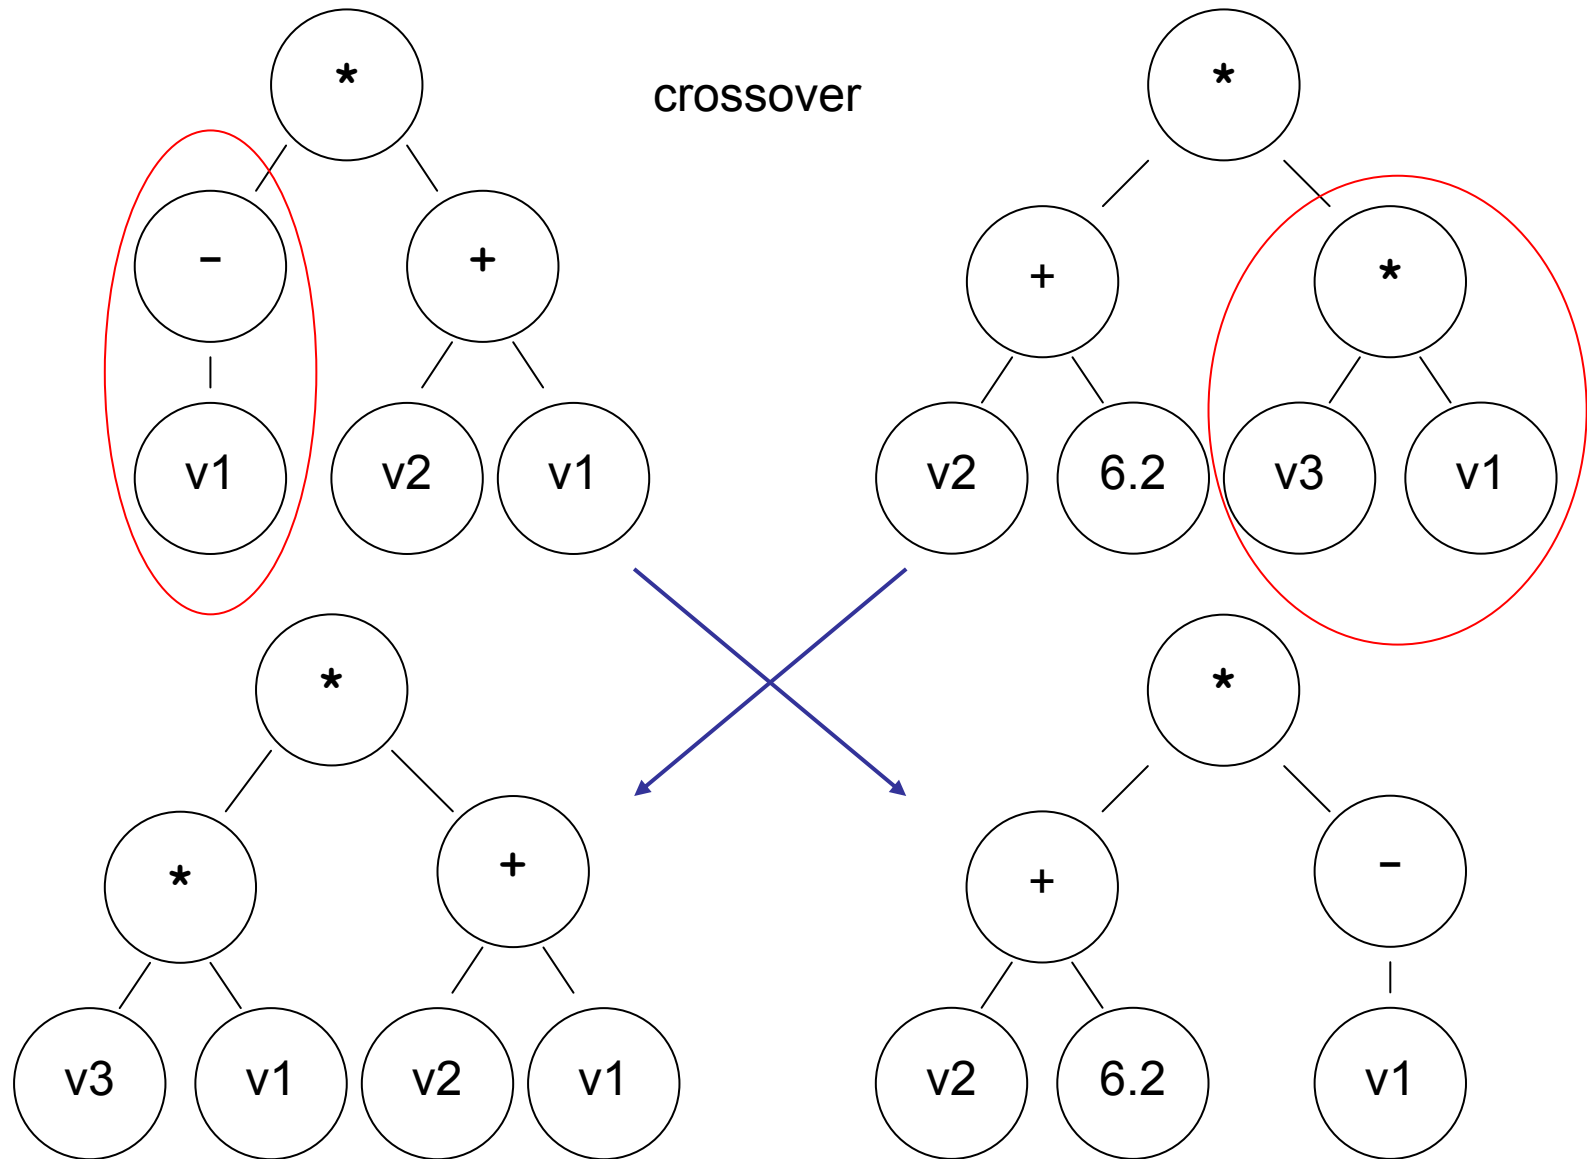 * crossover *
- + + *
v1 v2 v1 v2 6.2 v3 v1
* *
* + + -
v3 v1 v2 v1 v2 6.2 v1